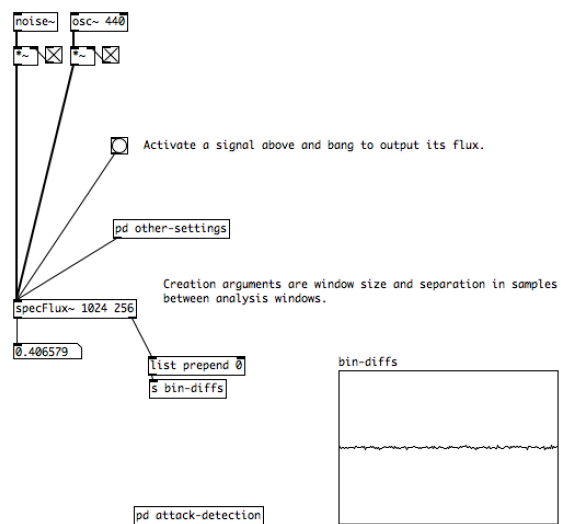 noise~ osc~ 440
*~ *~
Activate a signal above and bang to output its flux.
pd other-settings
Creation arguments are window size and separation in samples
between analysis windows.
specFlux~ 1024 256
0.406579
list prepend 0
s bin-diffs
bin-diffs
pd attack-detection